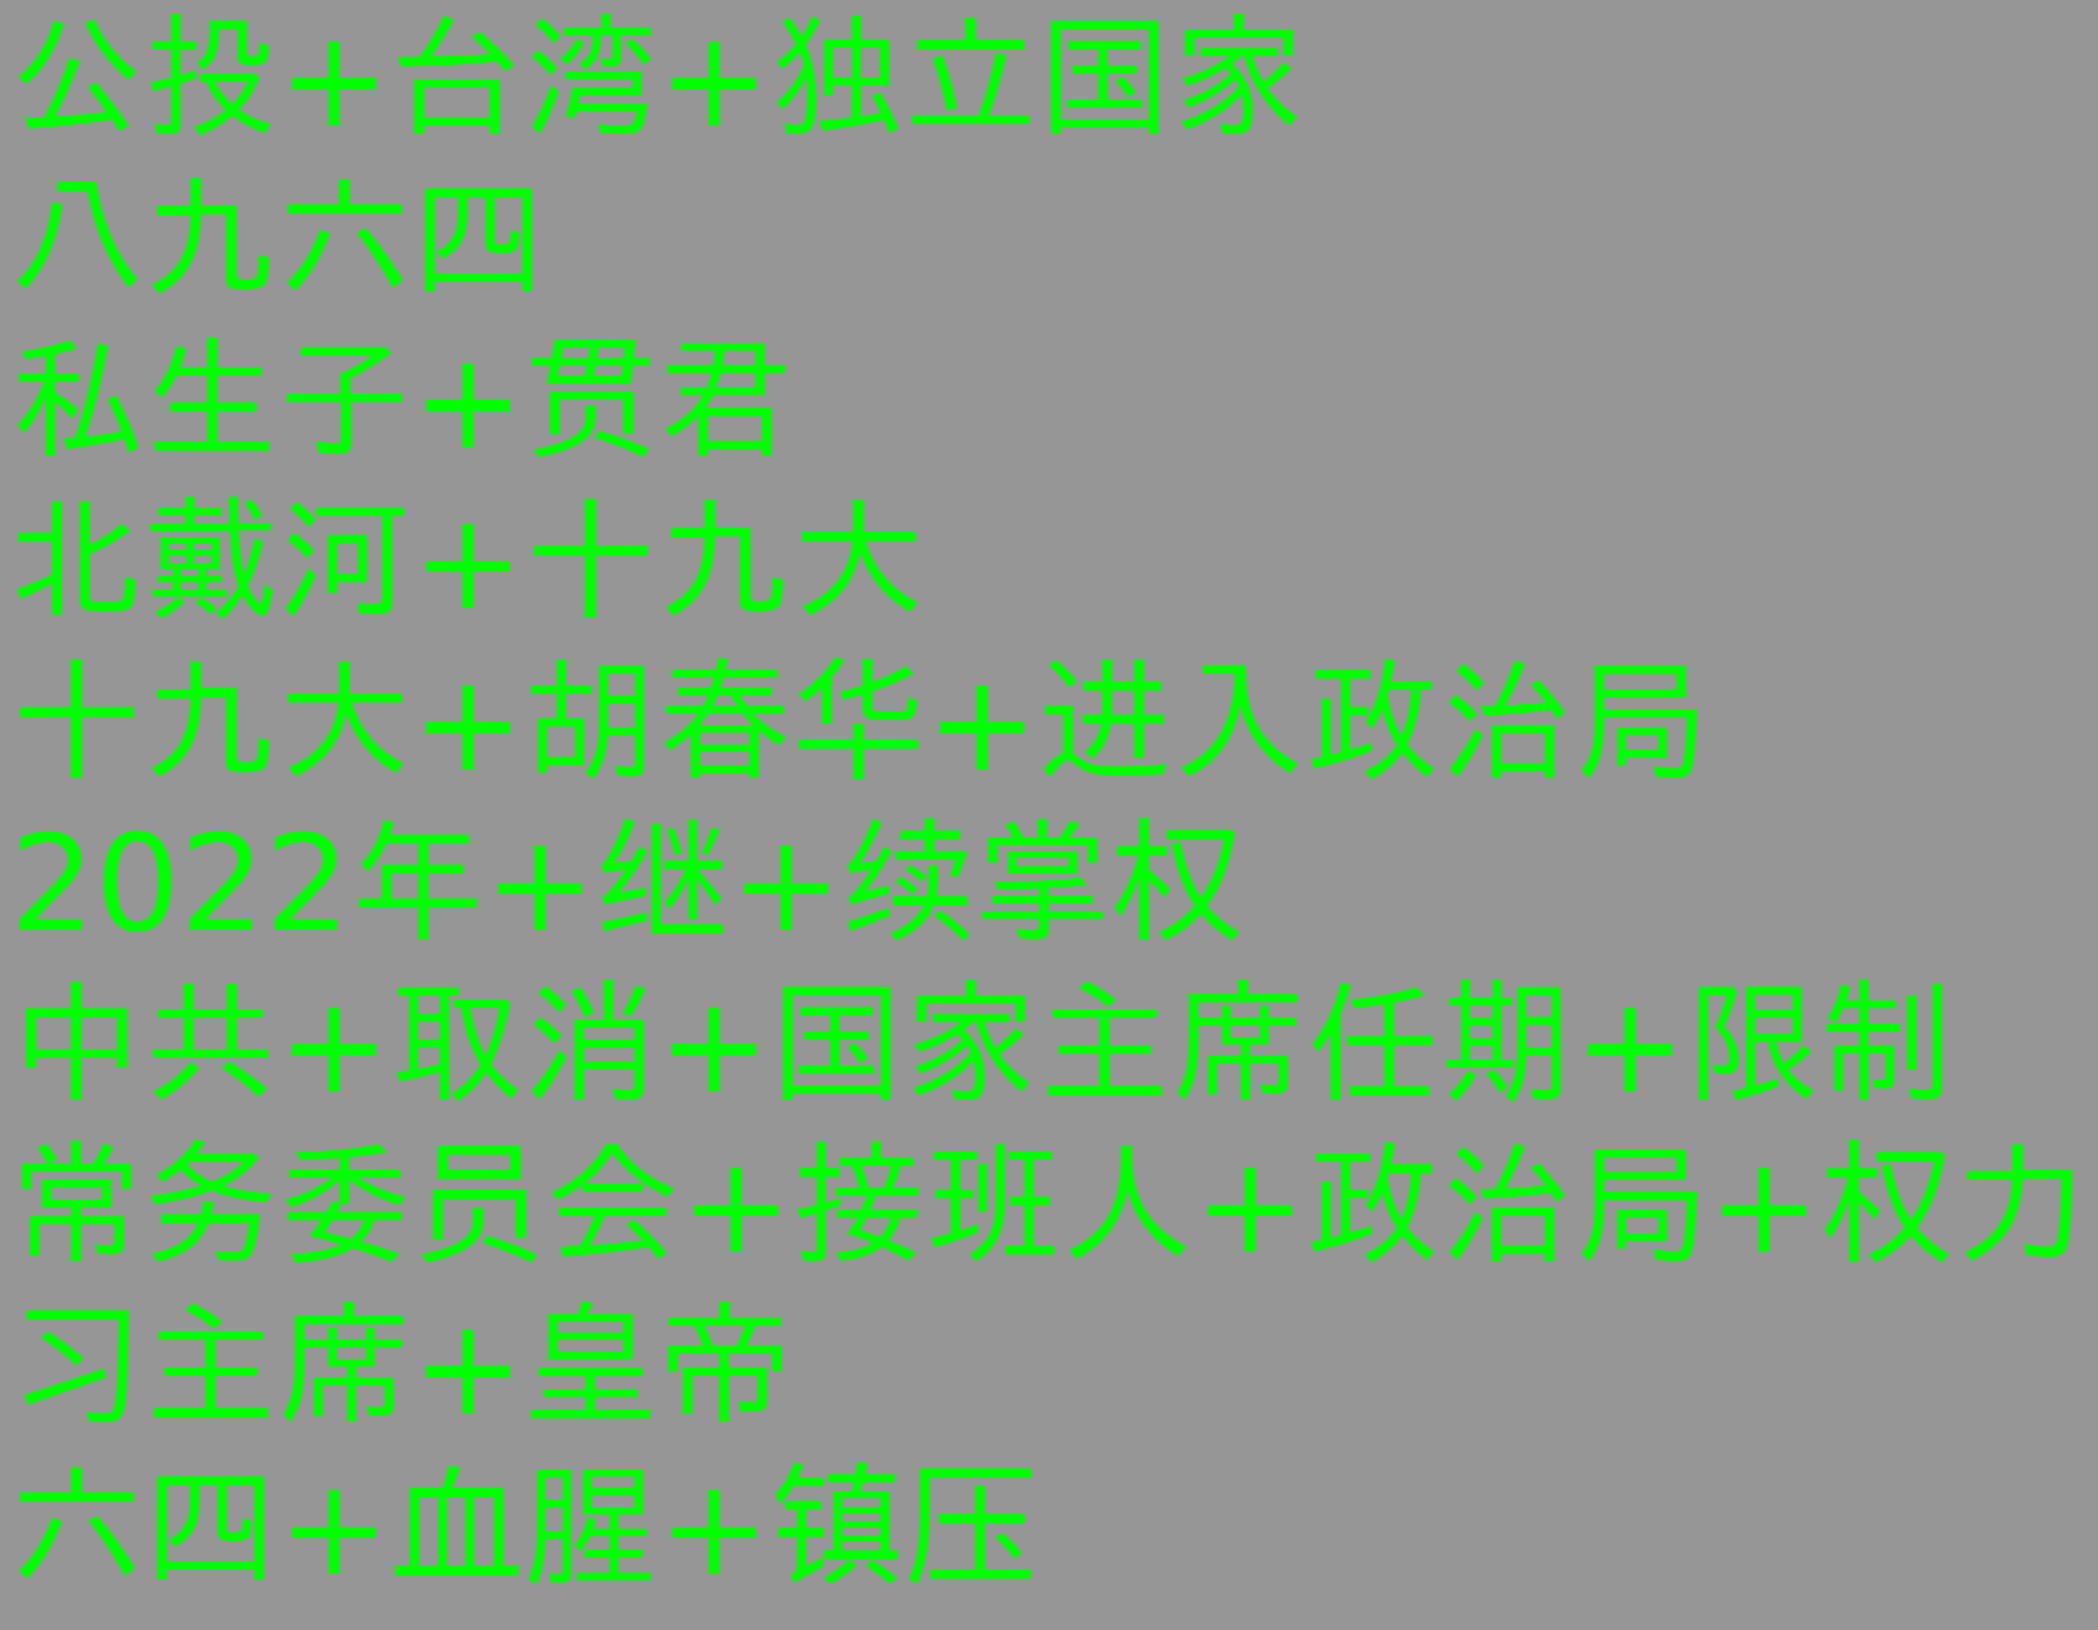 公投+台湾+独立国家
八九六四
私生子+贯君
北戴河+十九大
十九大+胡春华+进入政治局
2022年+继+续掌权
中共+取消+国家主席任期+限制
常务委员会+接班人+政治局+权力
习主席+皇帝
六四+血腥+镇压